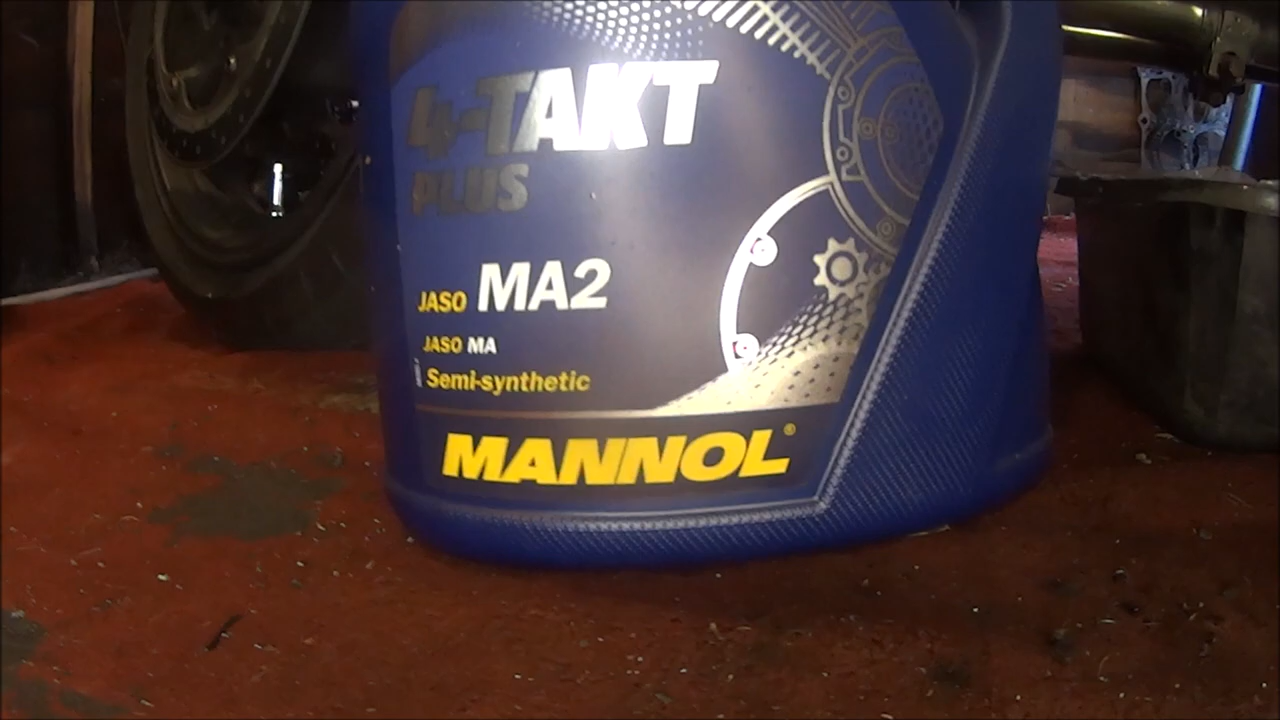 4-TAKT
PLUS
JASO MA2
JASO MA
Semi-synthetic
MANNOL®